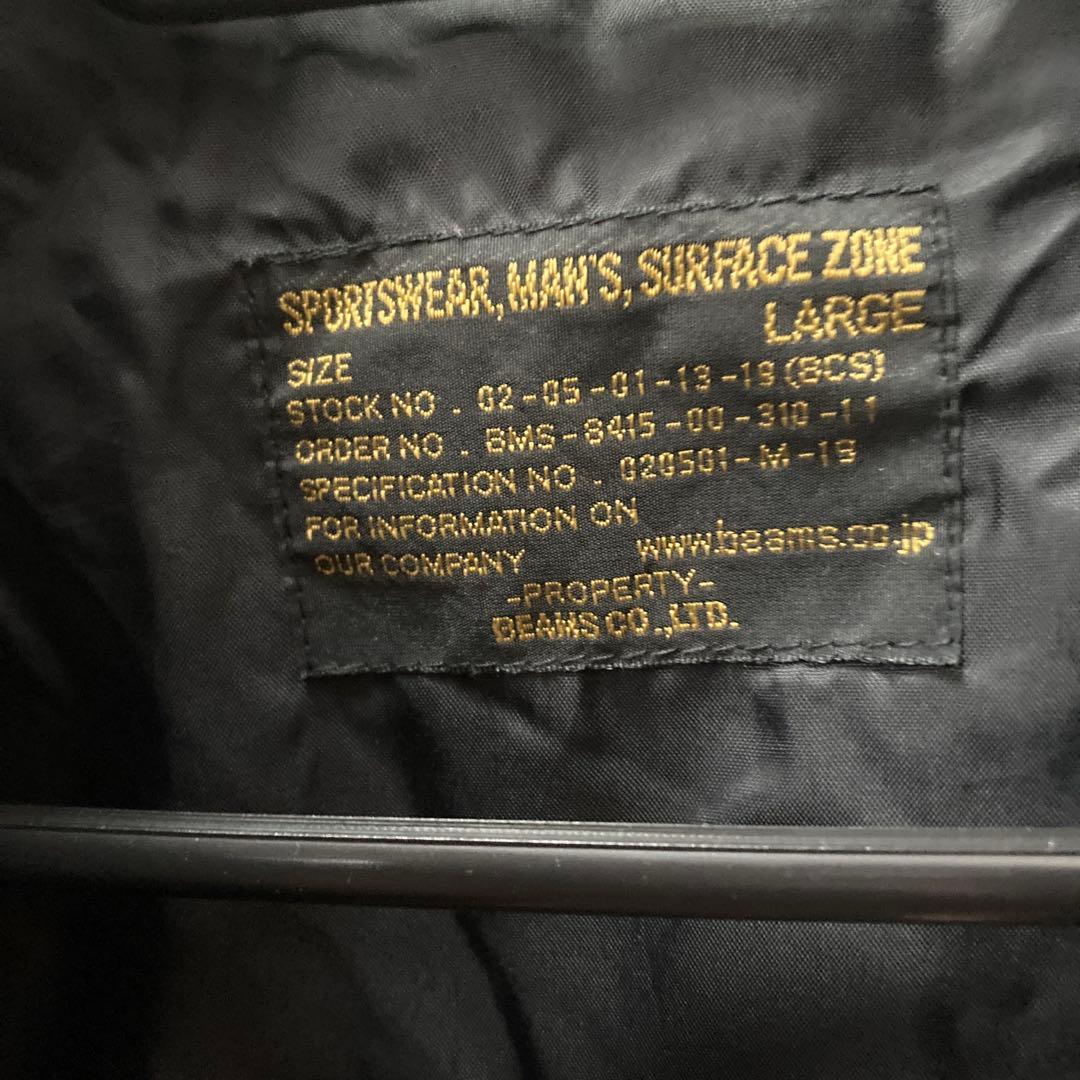 SPORTSWEAR, MAN'S, SURFACE ZONE
SIZE LARGE
STOCK NO. 02-05-01-13-19(BCS)
ORDER NO. BMS-8415-00-310-11
SPECIFICATION NO. 020501-M-19
FOR INFORMATION ON
OUR COMPANY www.beams.co.jp
-PROPERTY-
BEAMS CO.,LTD.